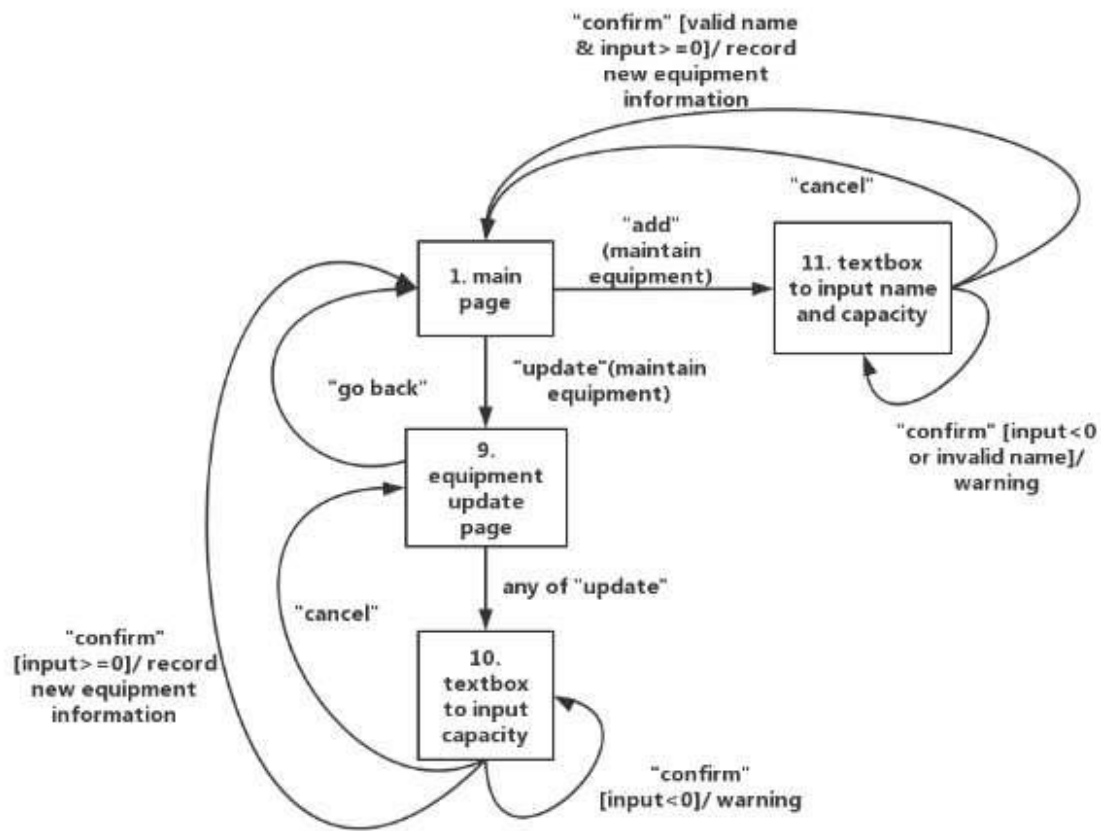 "confirm" [valid name
& input>=0]/ record
new equipment
information
"cancel"
"add"
(maintain
equipment)
1. main
page
11. textbox
to input name
and capacity
"go back"
"update"(maintain
equipment)
"confirm" [input<0
or invalid name]/
warning
9.
equipment
update
page
"cancel"
any of "update"
"confirm"
[input>=0]/ record
new equipment
information
10.
textbox
to input
capacity
"confirm"
[input<0]/ warning